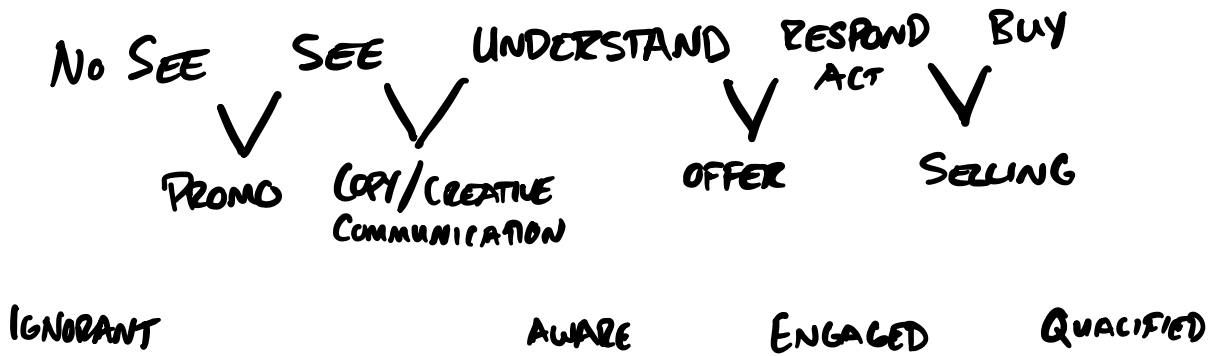 No SEE SEE UNDERSTAND RESPOND BUY
ACT
PROMO COPY/CREATIVE OFFER SELLING
COMMUNICATION
IGNORANT AWARE ENGAGED QUALIFIED